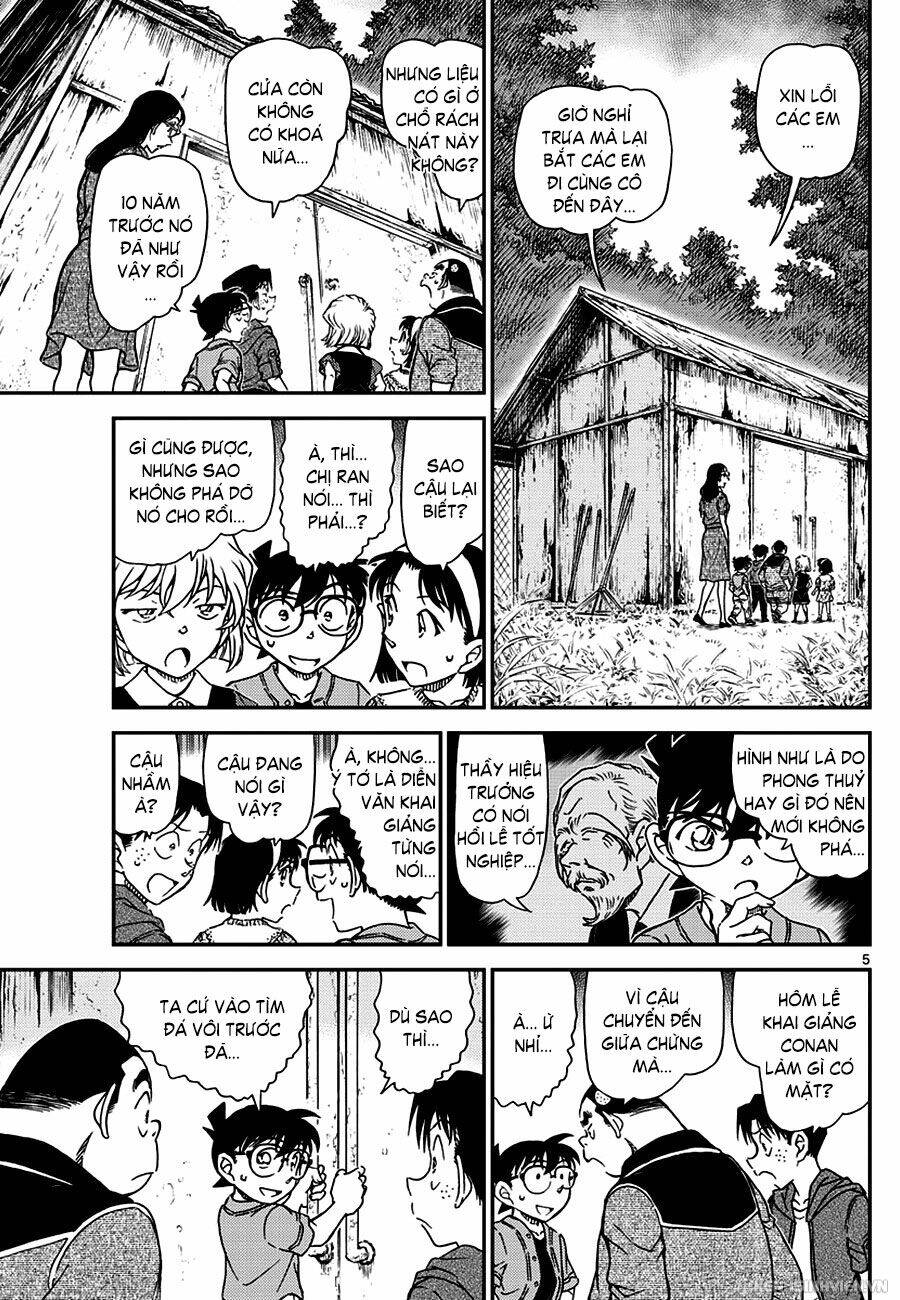 XIN LỖI
CÁC EM
...
GIỜ NGHỈ
TRƯA MÀ LẠI
BẮT CÁC EM
ĐI CÙNG CÔ
ĐẾN ĐÂY...
NHƯNG LIỆU
CÓ GÌ Ở
CHỖ RÁCH
NÁT NÀY
KHÔNG?
CỬA CÒN
KHÔNG
CÓ KHOÁ
NỮA...
10 NĂM
TRƯỚC NÓ
ĐÃ NHƯ
VẬY RỒI
...
SAO
CẬU LẠI
BIẾT?
À, THÌ...
CHỊ RAN
NÓI... THÌ
PHẢI...?
GÌ CŨNG ĐƯỢC,
NHƯNG SAO
KHÔNG PHÁ DỠ
NÓ CHO RỒI...
HÌNH NHƯ LÀ DO
PHONG THUỶ
HAY GÌ ĐÓ NÊN
MỚI KHÔNG
PHÁ...
THẦY HIỆU
TRƯỞNG
CÓ NÓI
HỒI LỄ TỐT
NGHIỆP...
À, KHÔNG...
Ý TỚ LÀ DIỄN
VĂN KHAI
GIẢNG
TỪNG
NÓI...
CẬU ĐANG
NÓI GÌ
VẬY?
CẬU
NHẦM
À?
5
HÔM LỄ
KHAI GIẢNG
CONAN
LÀM GÌ CÓ
MẶT?
VÌ CẬU
CHUYỂN ĐẾN
GIỮA CHỪNG
MÀ...
À... Ừ
NHỈ...
DÙ SAO
THÌ...
TA CỨ VÀO TÌM
ĐÁ VÔI TRƯỚC
ĐÃ...